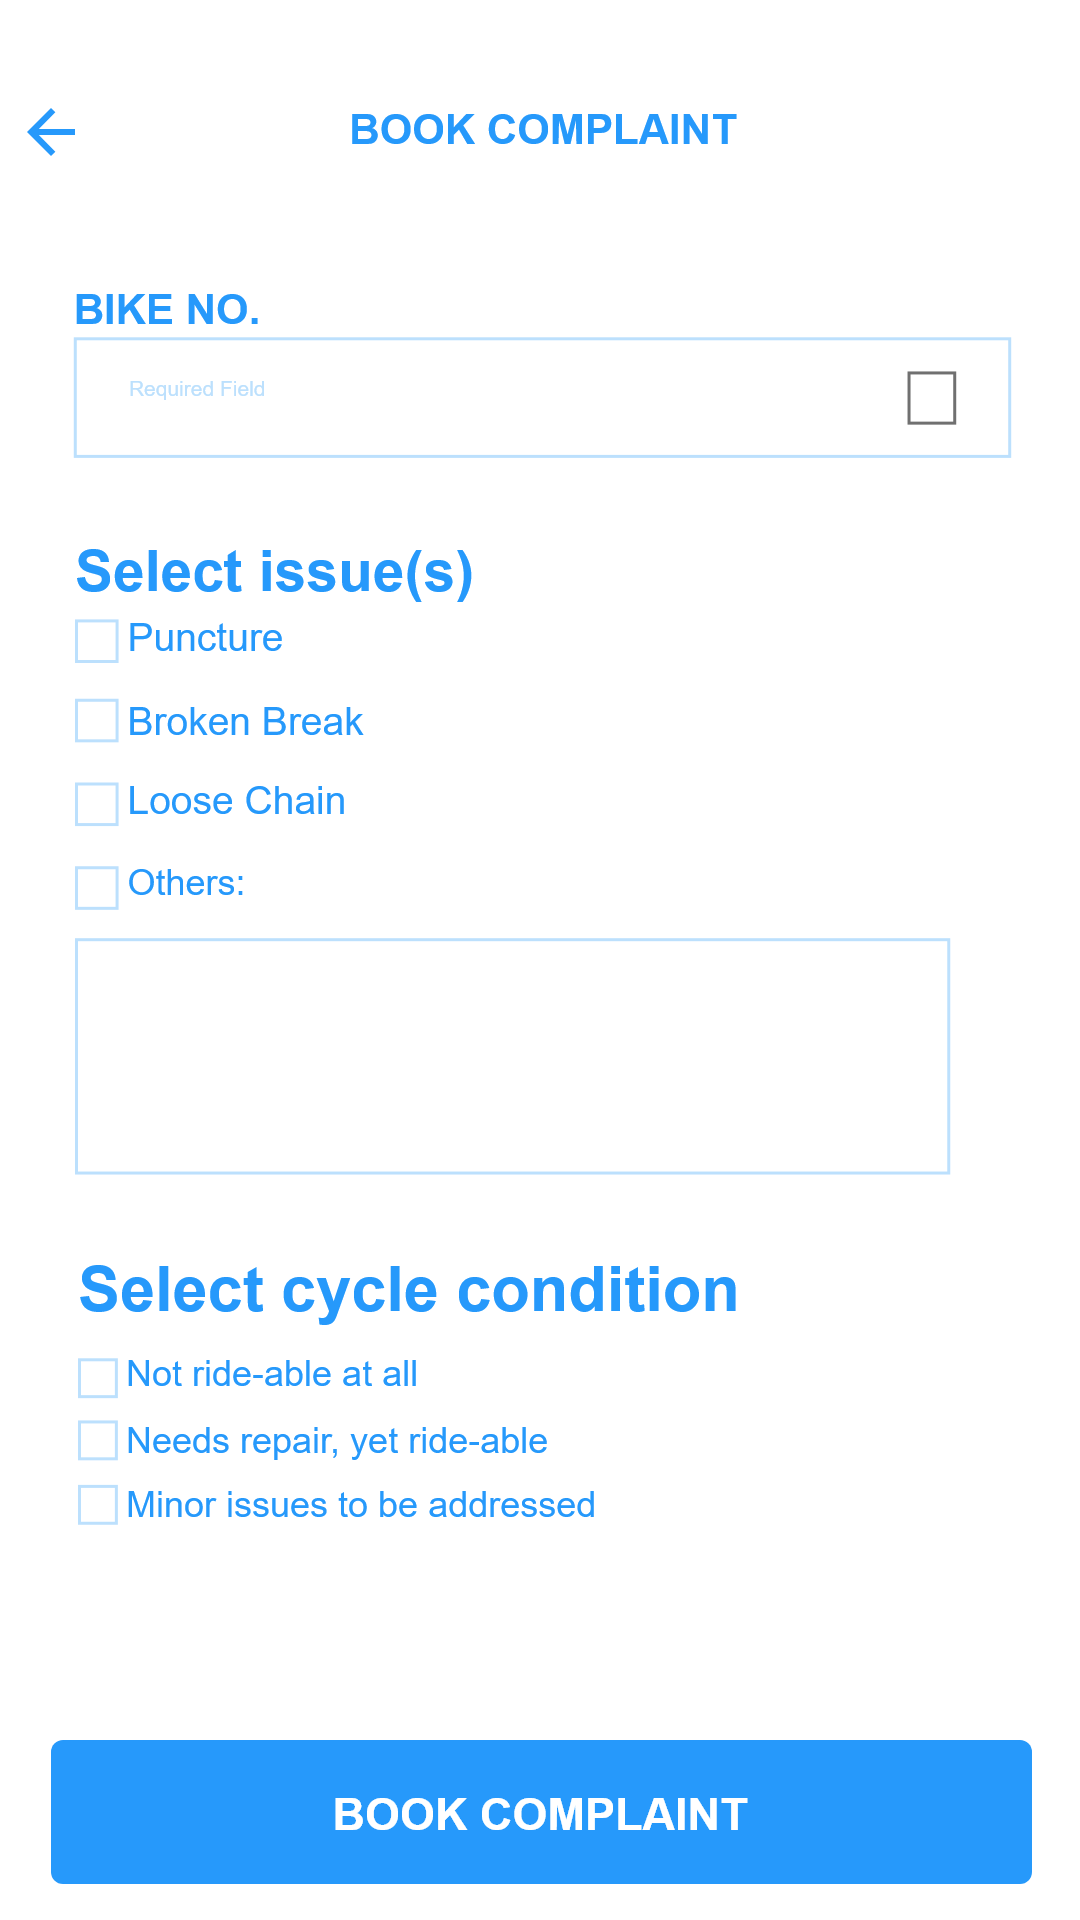 BOOK COMPLAINT
BIKE NO.
Required Field
Select issue(s)
Puncture
Broken Break
Loose Chain
Others:
Select cycle condition
Not ride-able at all
Needs repair, yet ride-able
Minor issues to be addressed
BOOK COMPLAINT